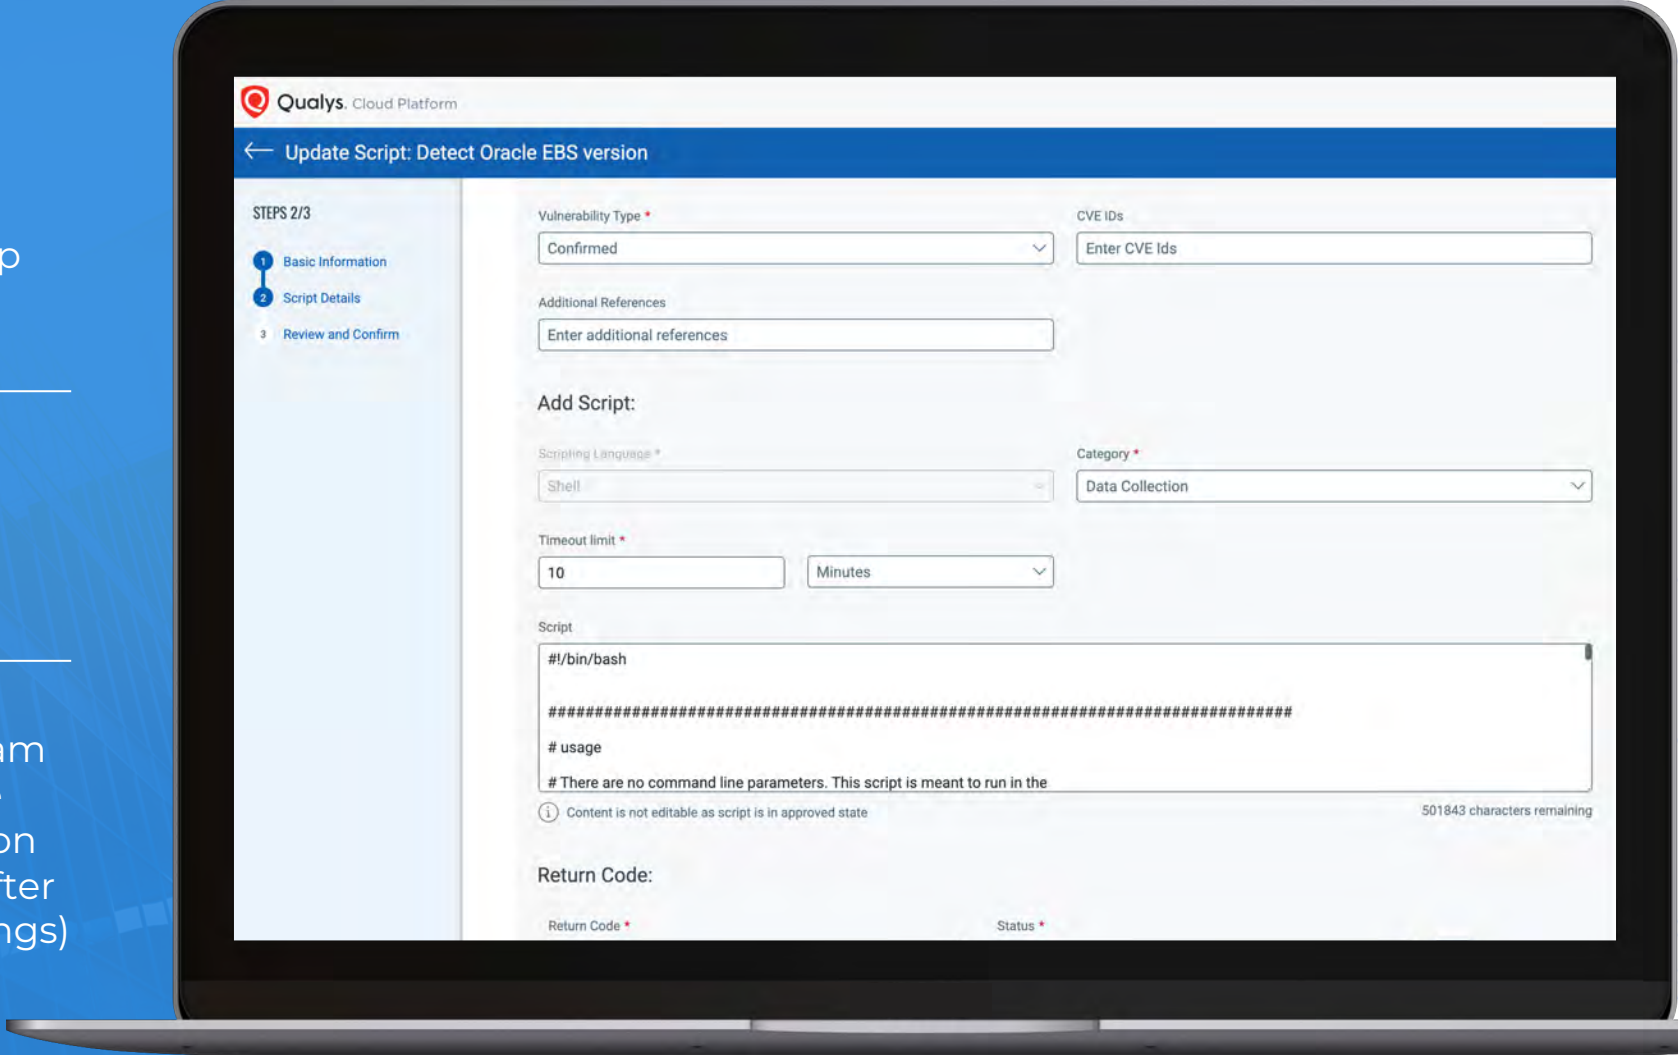 p
am
on
fter
ngs)
Qualys. Cloud Platform
← Update Script: Detect Oracle EBS version
STEPS 2/3
1 Basic Information
2 Script Details
3 Review and Confirm
Vulnerability Type * CVE IDs
Confirmed Enter CVE Ids
Additional References
Enter additional references
Add Script:
Scripting Language * Category *
Shell Data Collection
Timeout limit *
10 Minutes
Script
#!/bin/bash
################################################################################
# usage
# There are no command line parameters. This script is meant to run in the
Content is not editable as script is in approved state 501843 characters remaining
Return Code:
Return Code * Status *